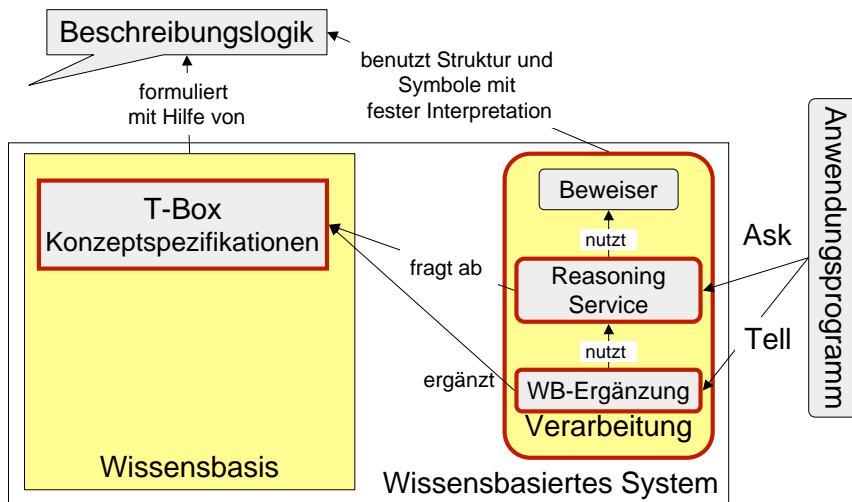 Beschreibungslogik
benutzt Struktur und
Symbole mit
fester Interpretation
formuliert
mit Hilfe von
Anwendungsprogramm
T-Box
Konzeptspezifikationen
Beweiser
nutzt
Ask
fragt ab
Reasoning
Service
nutzt
Tell
ergänzt
WB-Ergänzung
Verarbeitung
Wissensbasis
Wissensbasiertes System